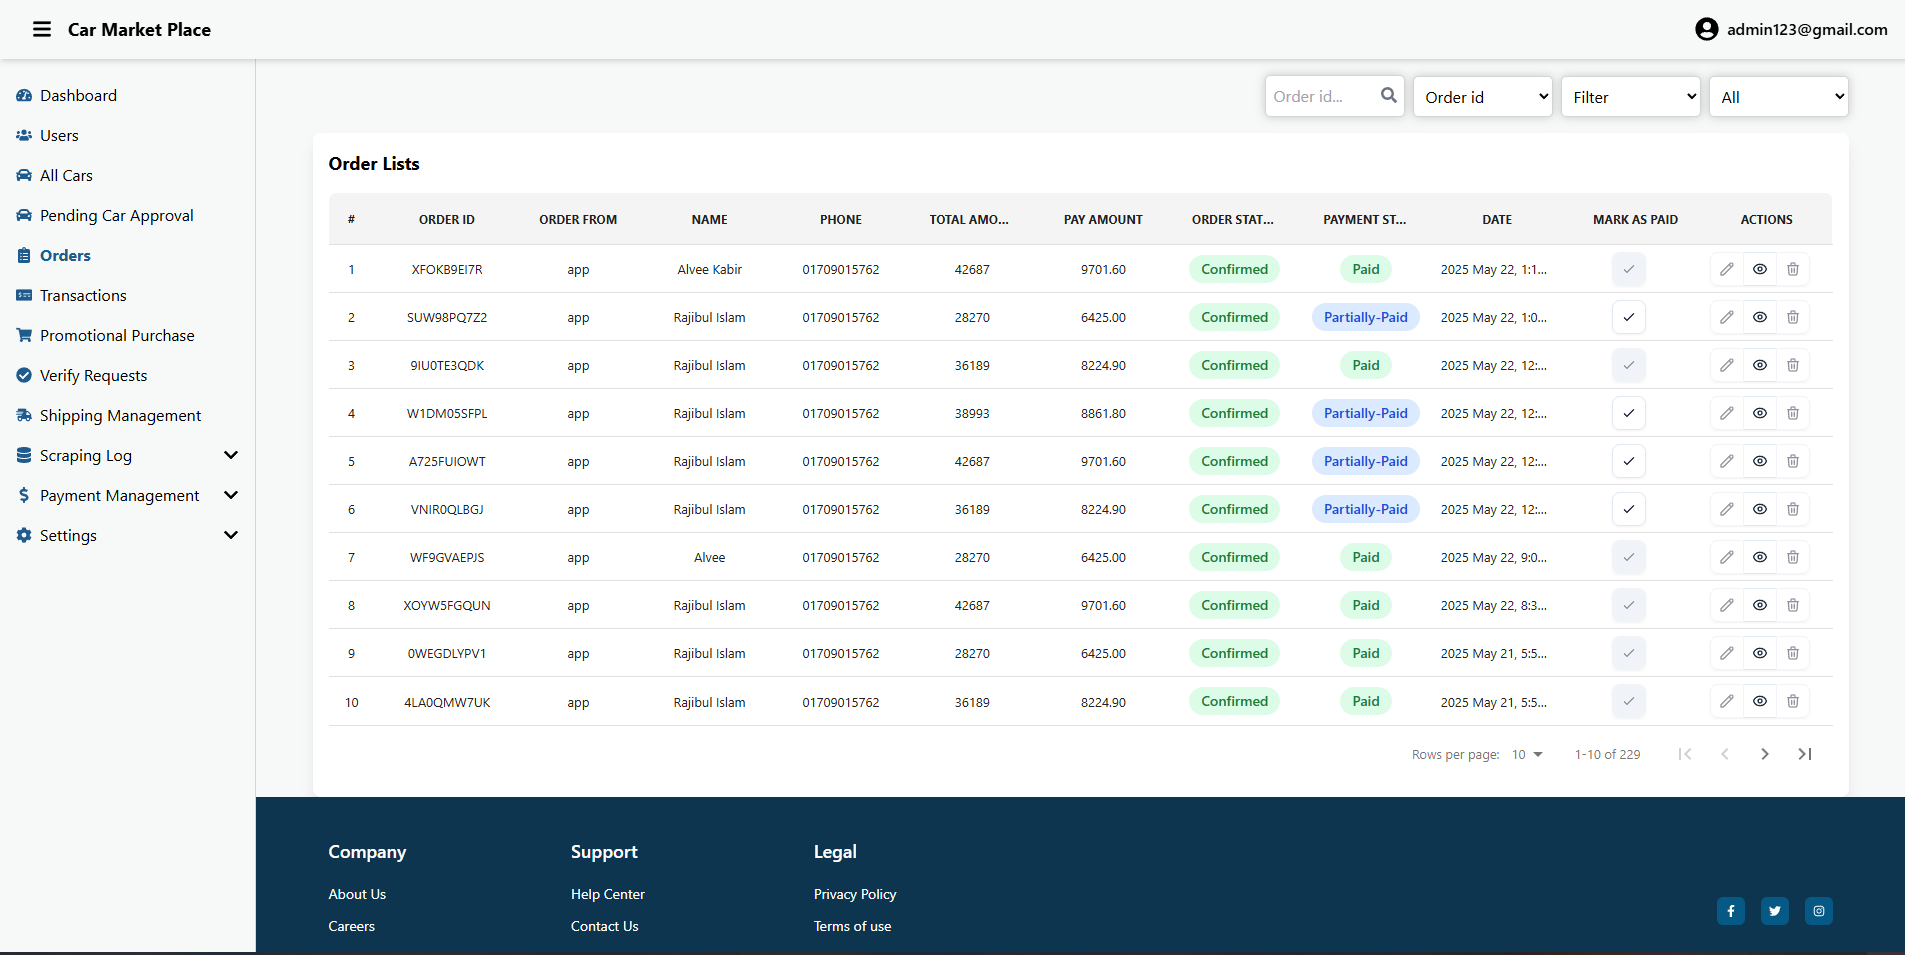 Car Market Place
admin123@gmail.com
Dashboard
Users
All Cars
Pending Car Approval
Orders
Transactions
Promotional Purchase
Verify Requests
Shipping Management
Scraping Log
Payment Management
Settings
Order id... Order id Filter All
Order Lists
# ORDER ID ORDER FROM NAME PHONE TOTAL AMO... PAY AMOUNT ORDER STAT... PAYMENT ST... DATE MARK AS PAID ACTIONS
1 XFOKB9EI7R app Alvee Kabir 01709015762 42687 9701.60 Confirmed Paid 2025 May 22, 1:1...
2 SUW98PQ7Z2 app Rajibul Islam 01709015762 28270 6425.00 Confirmed Partially-Paid 2025 May 22, 1:0...
3 9IU0TE3QDK app Rajibul Islam 01709015762 36189 8224.90 Confirmed Paid 2025 May 22, 12:...
4 W1DM05SFPL app Rajibul Islam 01709015762 38993 8861.80 Confirmed Partially-Paid 2025 May 22, 12:...
5 A725FUIOWT app Rajibul Islam 01709015762 42687 9701.60 Confirmed Partially-Paid 2025 May 22, 12:...
6 VNIR0QLBGJ app Rajibul Islam 01709015762 36189 8224.90 Confirmed Partially-Paid 2025 May 22, 12:...
7 WF9GVAEPJS app Alvee 01709015762 28270 6425.00 Confirmed Paid 2025 May 22, 9:0...
8 XOYW5FGQUN app Rajibul Islam 01709015762 42687 9701.60 Confirmed Paid 2025 May 22, 8:3...
9 0WEGDLYPV1 app Rajibul Islam 01709015762 28270 6425.00 Confirmed Paid 2025 May 21, 5:5...
10 4LA0QMW7UK app Rajibul Islam 01709015762 36189 8224.90 Confirmed Paid 2025 May 21, 5:5...
Rows per page: 10 1-10 of 229
Company
About Us
Careers
Support
Help Center
Contact Us
Legal
Privacy Policy
Terms of use